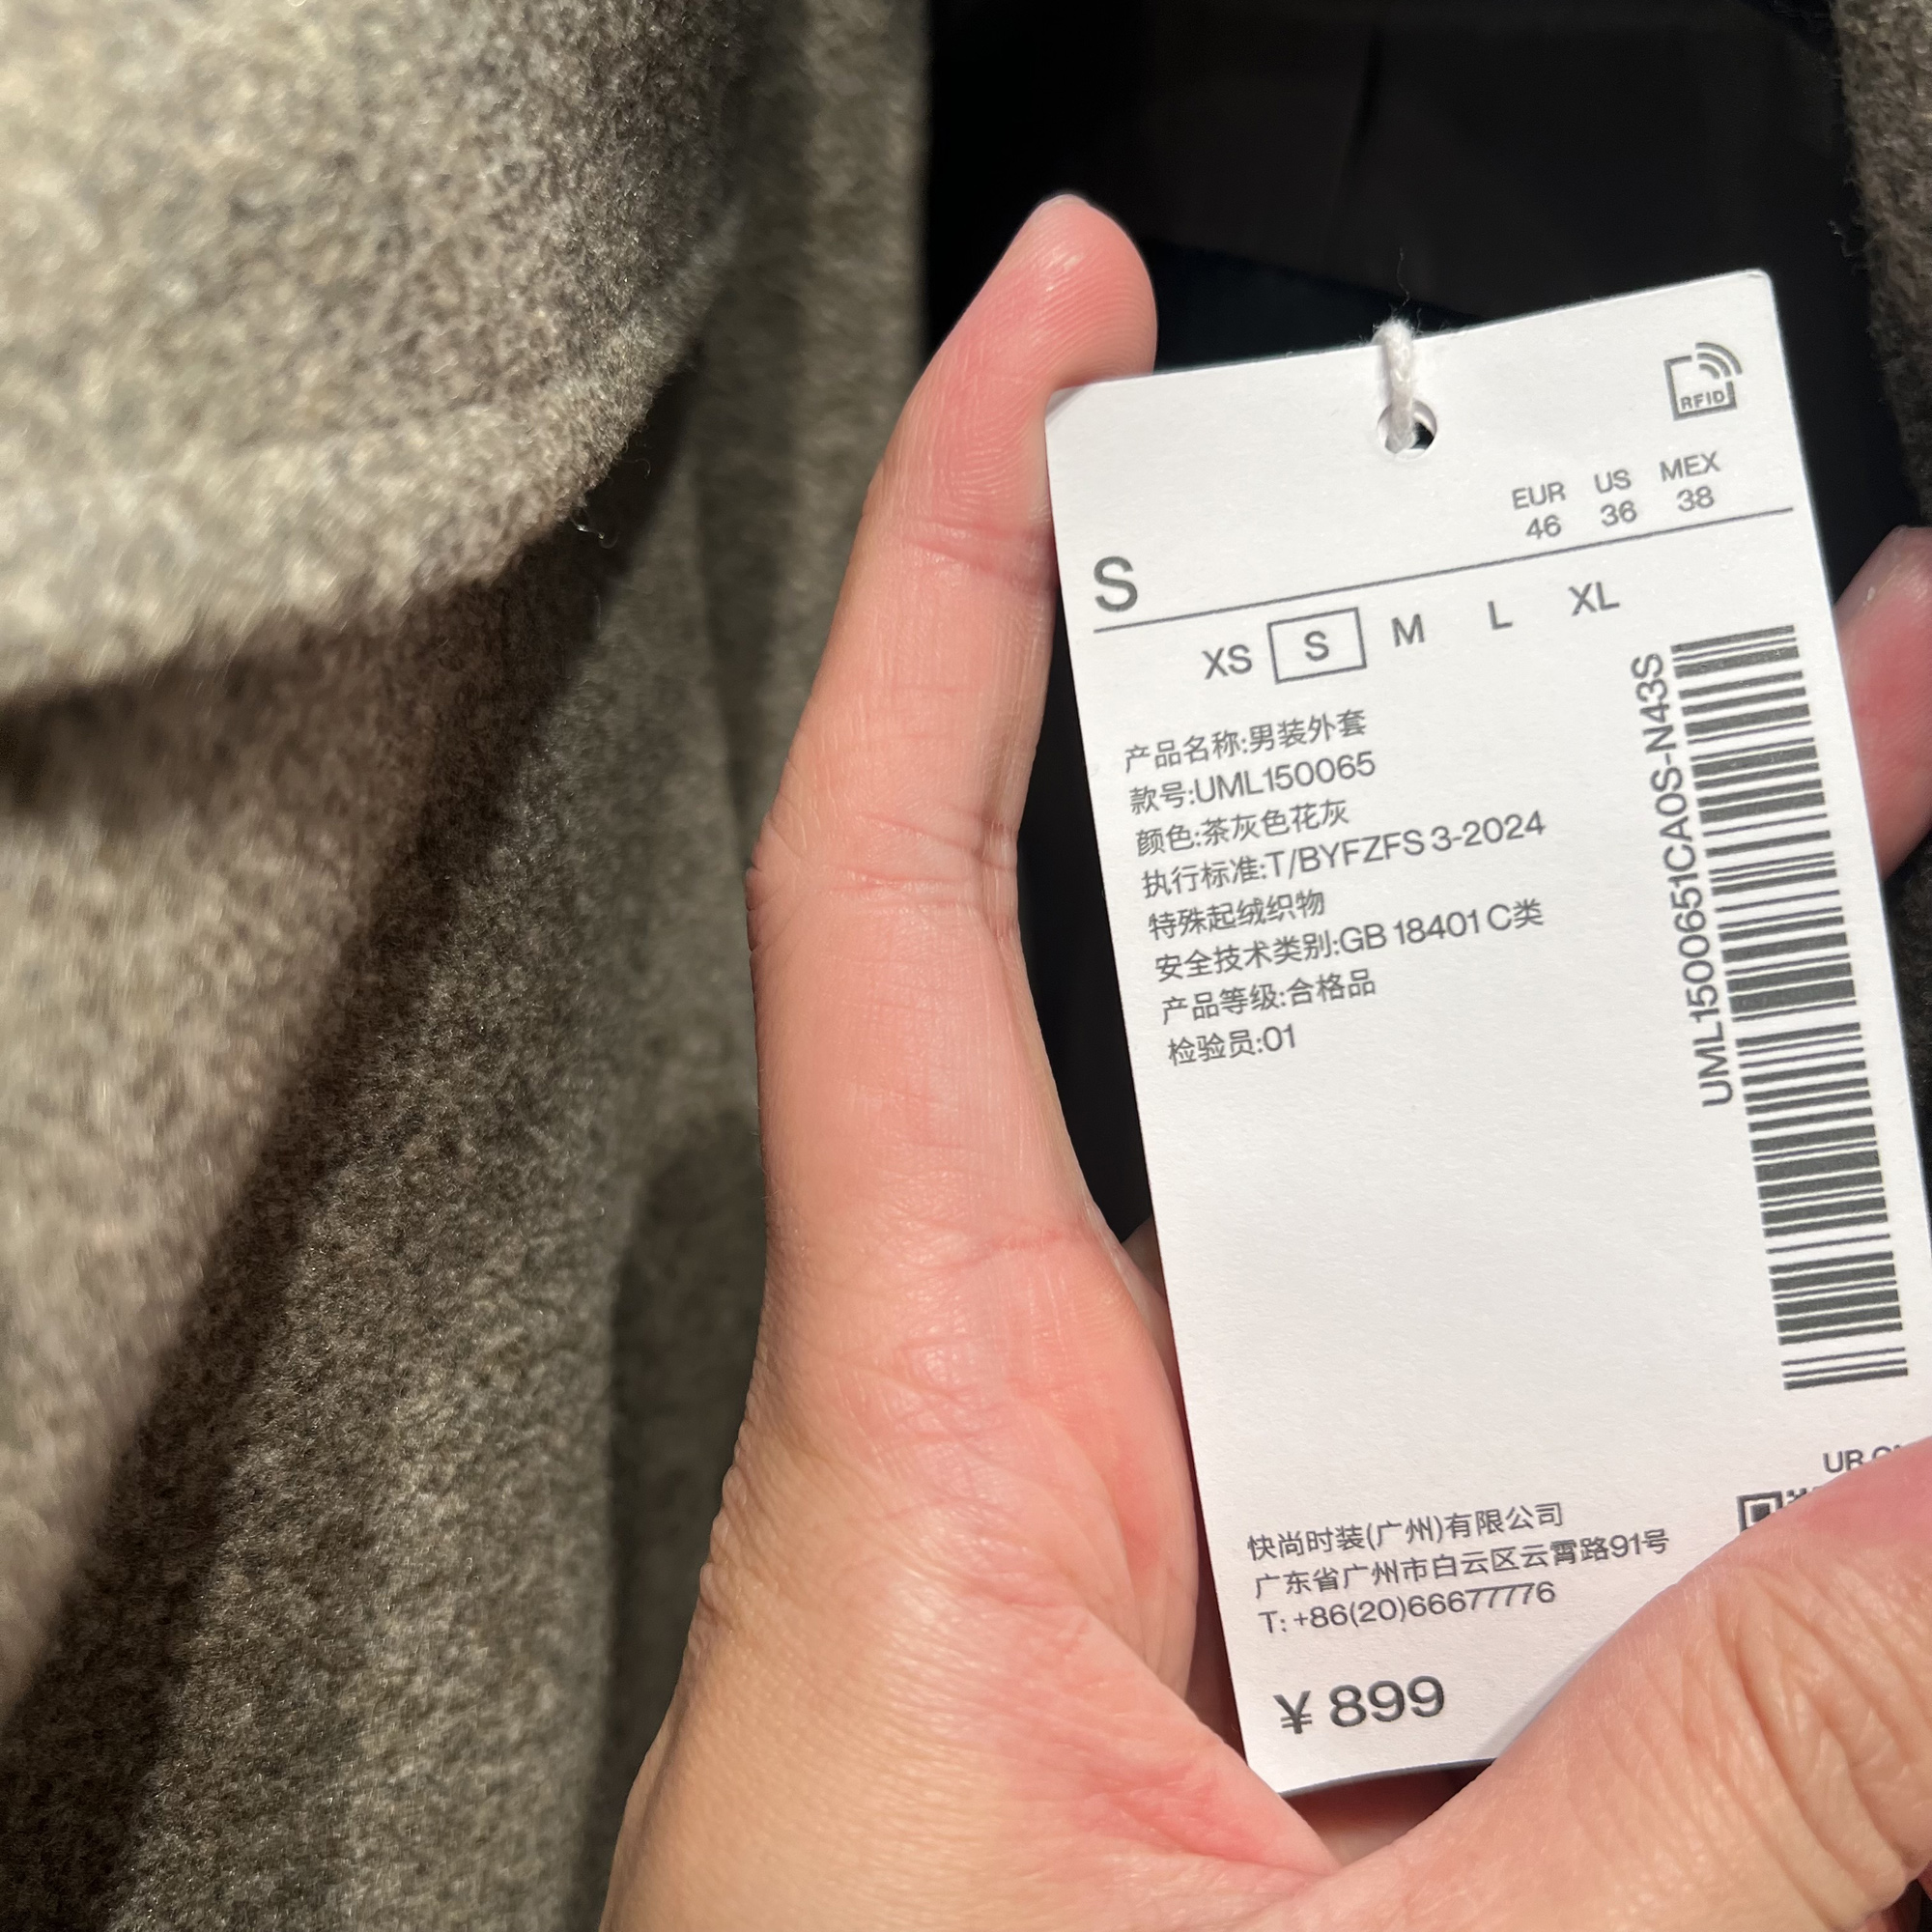 RFID
EUR US MEX
46 36 38
S
XS S M L XL
产品名称:男装外套
款号:UML150065
颜色:茶灰色花灰
执行标准:T/BYFZFS 3-2024
特殊起绒织物
安全技术类别:GB 18401 C类
产品等级:合格品
检验员:01
UML1500651CA0S-N43S
UR
快尚时装(广州)有限公司
广东省广州市白云区云霄路91号
T: +86(20)66677776
¥ 899